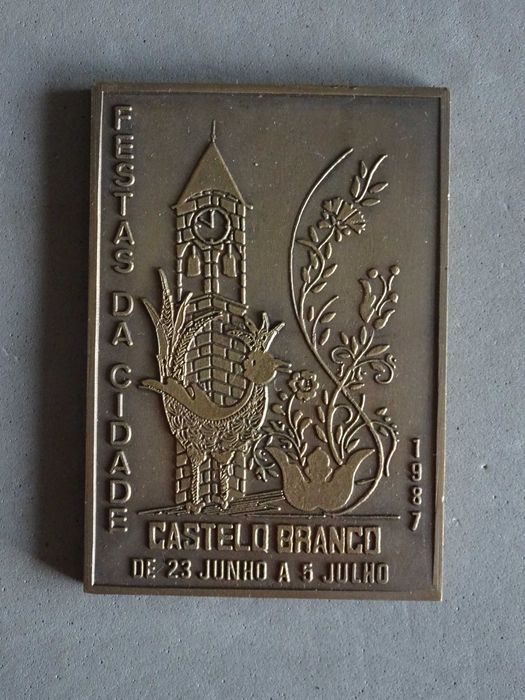 FESTAS DA CIDADE
1987
CASTELO BRANCO
DE 23 JUNHO A 5 JULHO